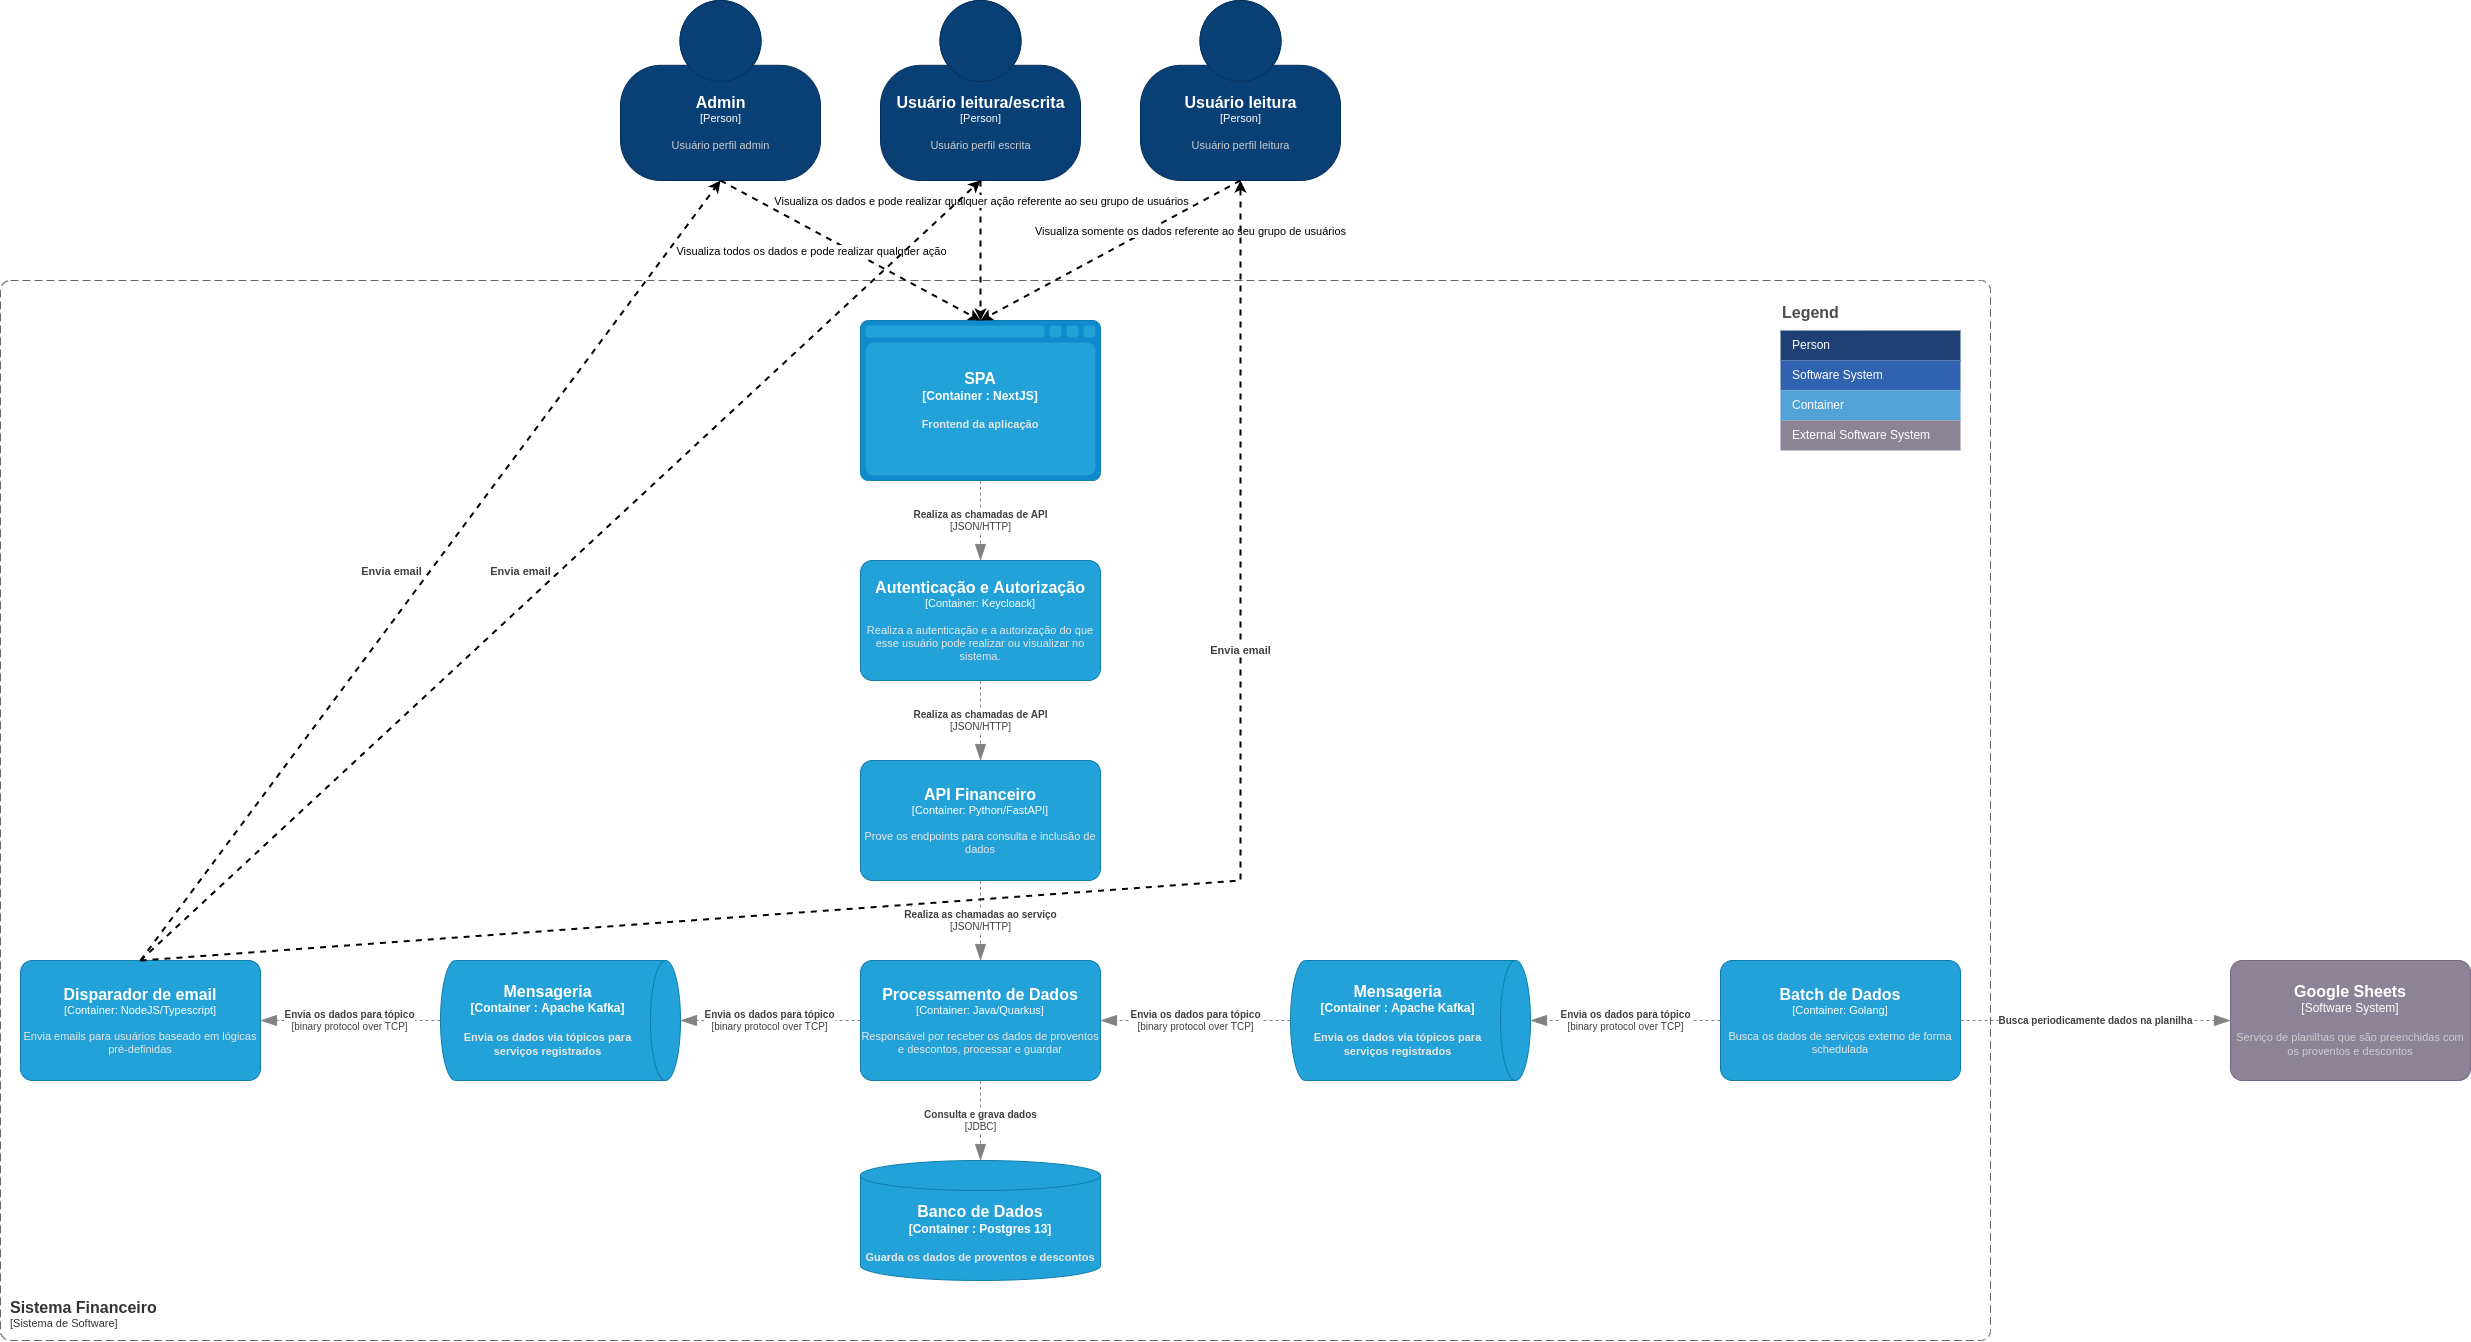 Admin
[Person]
Usuário perfil admin
Usuário leitura/escrita
[Person]
Usuário perfil escrita
Usuário leitura
[Person]
Usuário perfil leitura
Visualiza os dados e pode realizar qualquer ação referente ao seu grupo de usuários
Visualiza somente os dados referente ao seu grupo de usuários
Visualiza todos os dados e pode realizar qualquer ação
Legend
Person
Software System
Container
External Software System
SPA
[Container : NextJS]
Frontend da aplicação
Realiza as chamadas de API
[JSON/HTTP]
Envia email
Envia email
Autenticação e Autorização
[Container: Keycloack]
Realiza a autenticação e a autorização do que
esse usuário pode realizar ou visualizar no
sistema.
Envia email
Realiza as chamadas de API
[JSON/HTTP]
API Financeiro
[Container: Python/FastAPI]
Prove os endpoints para consulta e inclusão de
dados
Realiza as chamadas ao serviço
[JSON/HTTP]
Disparador de email
[Container: NodeJS/Typescript]
Envia emails para usuários baseado em lógicas
pré-definidas
Envia os dados para tópico
[binary protocol over TCP]
Mensageria
[Container : Apache Kafka]
Envia os dados via tópicos para
serviços registrados
Envia os dados para tópico
[binary protocol over TCP]
Processamento de Dados
[Container: Java/Quarkus]
Responsável por receber os dados de proventos
e descontos, processar e guardar
Envia os dados para tópico
[binary protocol over TCP]
Mensageria
[Container : Apache Kafka]
Envia os dados via tópicos para
serviços registrados
Envia os dados para tópico
[binary protocol over TCP]
Batch de Dados
[Container: Golang]
Busca os dados de serviços externo de forma
schedulada
Busca periodicamente dados na planilha
Google Sheets
[Software System]
Serviço de planilhas que são preenchidas com
os proventos e descontos
Consulta e grava dados
[JDBC]
Banco de Dados
[Container : Postgres 13]
Guarda os dados de proventos e descontos
Sistema Financeiro
[Sistema de Software]